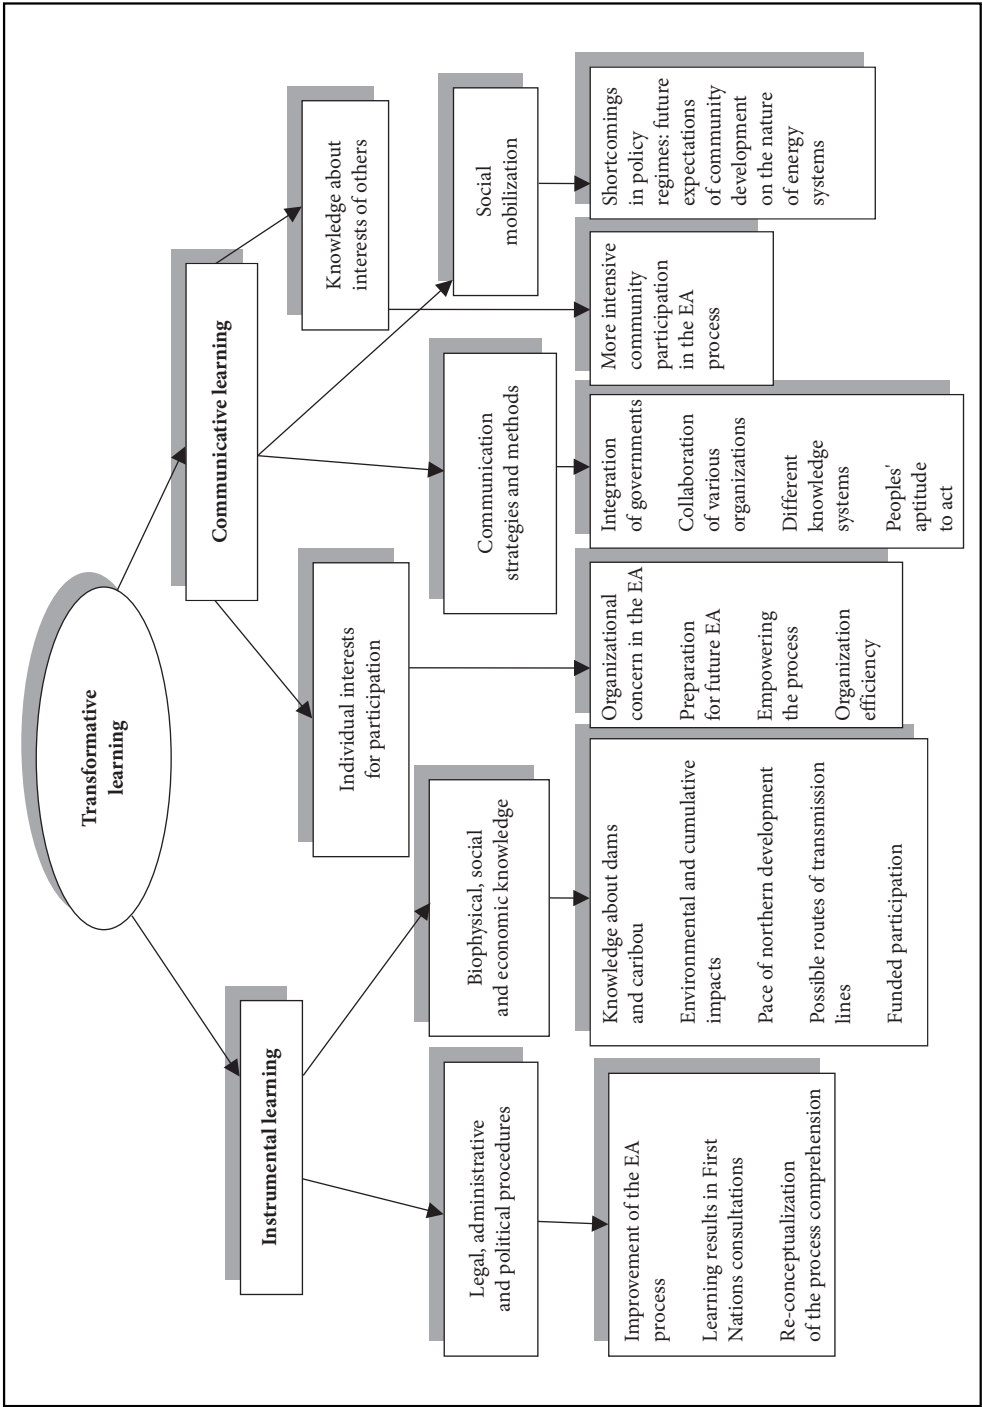 Transformative
learning
Instrumental learning
Communicative learning
Legal, administrative
and political procedures
Biophysical, social
and economic knowledge
Individual interests
for participation
Communication
strategies and methods
Knowledge about
interests of others
Social
mobilization
Improvement of the EA
process
Learning results in First
Nations consultations
Re-conceptualization
of the process comprehension
Knowledge about dams
and caribou
Environmental and cumulative
impacts
Pace of northern development
Possible routes of transmission
lines
Funded participation
Organizational
concern in the EA
Preparation
for future EA
Empowering
the process
Organization
efficiency
Integration
of governments
Collaboration
of various
organizations
Different
knowledge
systems
Peoples'
aptitude
to act
More intensive
community
participation
in the EA
process
Shortcomings
in policy
regimes: future
expectations
of community
development
on the nature
of energy
systems